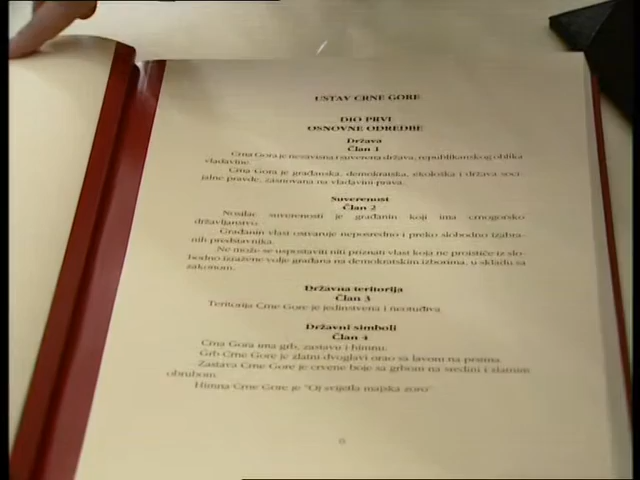 USTAV CRNE GORE
DIO PRVI
OSNOVNE ODREDBE
Država
Član 1
Crna Gora je nezavisna i suverena država, republikanskog oblika
vladavine.
Crna Gora je građanska, demokratska, ekološka i država soci-
jalne pravde, zasnovana na vladavini prava.
Suverenost
Član 2
Nosilac suverenosti je građanin koji ima crnogorsko
državljanstvo.
Građanin vlast ostvaruje neposredno i preko slobodno izabra-
nih predstavnika.
Ne može se uspostaviti niti priznati vlast koja ne proističe iz slo-
bodno izražene volje građana na demokratskim izborima, u skladu sa
zakonom.
Državna teritorija
Član 3
Teritorija Crne Gore je jedinstvena i neotuđiva.
Državni simboli
Član 4
Crna Gora ima grb, zastavu i himnu.
Grb Crne Gore je zlatni dvoglavi orao sa lavom na prsima.
Zastava Crne Gore je crvene boje sa grbom na sredini i zlatnim
obrubom.
Himna Crne Gore je "Oj svijetla majska zoro".